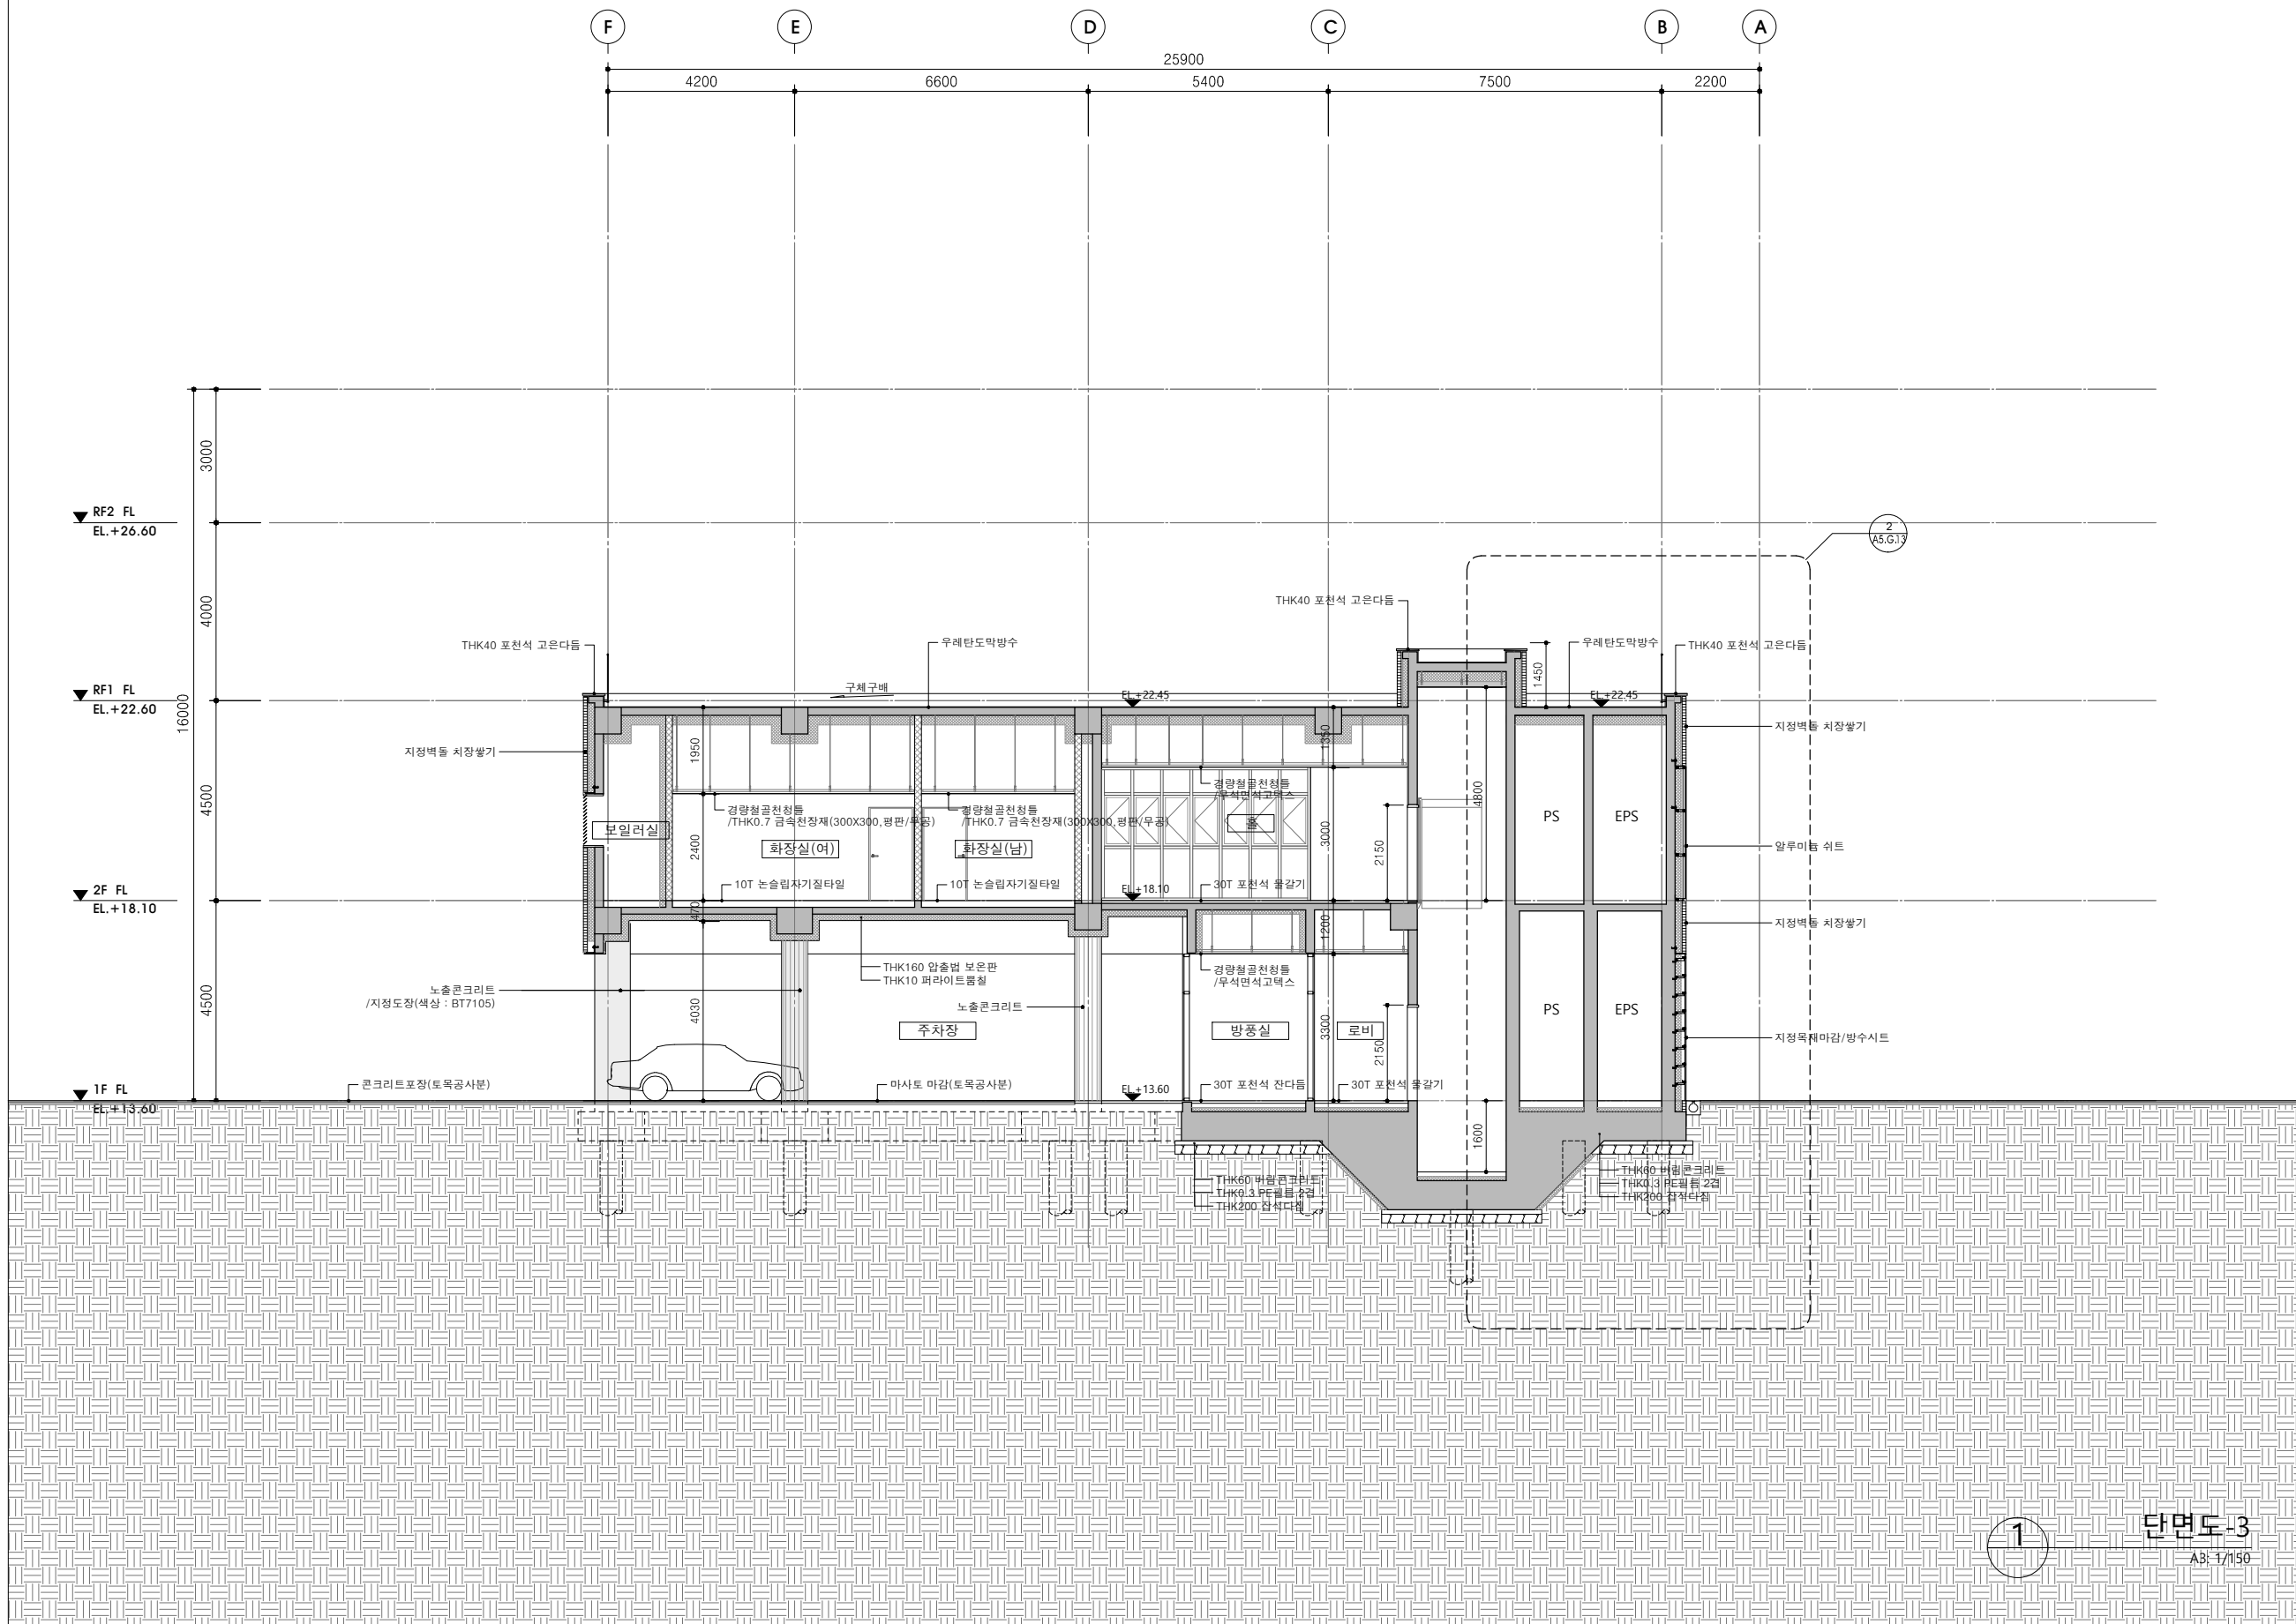 F
E
D
C
B
A
25900
4200
6600
5400
7500
2200
3000
4000
16000
4500
4500
RF2 FL
EL.+26.60
RF1 FL
EL.+22.60
2F FL
EL.+18.10
1F FL
EL.+13.60
2
A5.G.13
THK40 포천석 고은다듬
THK40 포천석 고은다듬
우레탄도막방수
우레탄도막방수
THK40 포천석 고은다듬
1450
구체구배
EL.+22.45
EL.+22.45
지정벽돌 치장쌓기
지정벽돌 치장쌓기
1950
1350
4800
경량철골천정틀
/THK0.7 금속천장재(300X300,평판/무공)
경량철골천정틀
/THK0.7 금속천장재(300X300,평판/무공)
경량철골천정틀
/무석면석고텍스
보일러실
화장실(여)
화장실(남)
홀
PS
EPS
2400
3000
2150
알루미늄 쉬트
10T 논슬립자기질타일
10T 논슬립자기질타일
EL.+18.10
30T 포천석 물갈기
470
1200
지정벽돌 치장쌓기
THK160 압출법 보온판
THK10 퍼라이트뿜칠
경량철골천정틀
/무석면석고텍스
노출콘크리트
/지정도장(색상 : BT7105)
노출콘크리트
4030
주차장
방풍실
로비
3300
2150
PS
EPS
지정목재마감/방수시트
콘크리트포장(토목공사분)
마사토 마감(토목공사분)
EL.+13.60
30T 포천석 잔다듬
30T 포천석 물갈기
1600
THK60 버림콘크리트
THK0.3 PE필름 2겹
THK200 잡석다짐
THK60 버림콘크리트
THK0.3 PE필름 2겹
THK200 잡석다짐
1
단면도-3
A3: 1/150